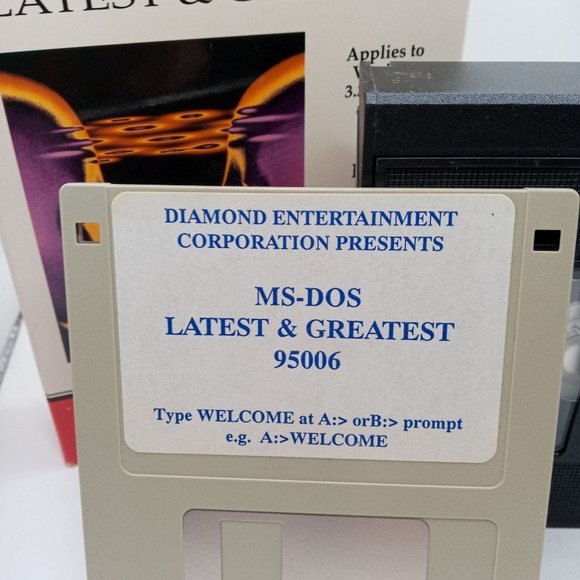 LATEST &
Applies to
3.
DIAMOND ENTERTAINMENT
CORPORATION PRESENTS
MS-DOS
LATEST & GREATEST
95006
Type WELCOME at A:> orB:> prompt
e.g. A:>WELCOME